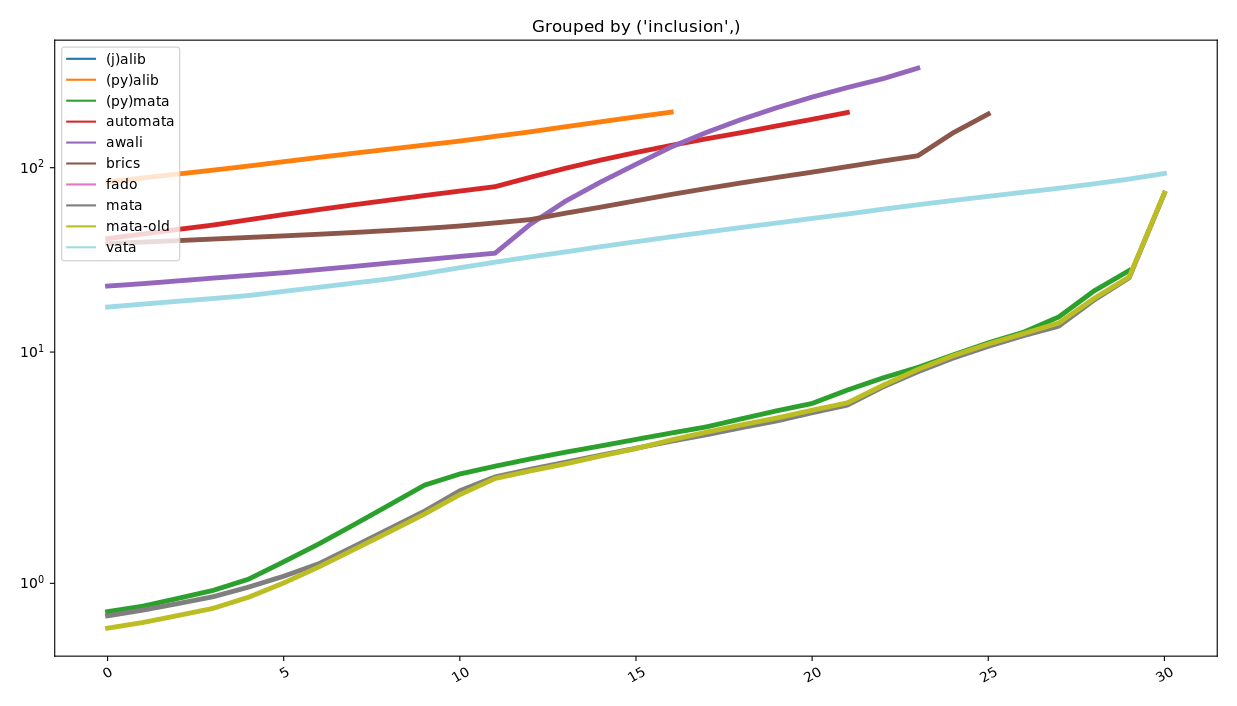 Grouped by ('inclusion',)
(j)alib
(py)alib
(py)mata
automata
awali
brics
fado
mata
mata-old
vata
10²
10¹
10⁰
0
5
10
15
20
25
30